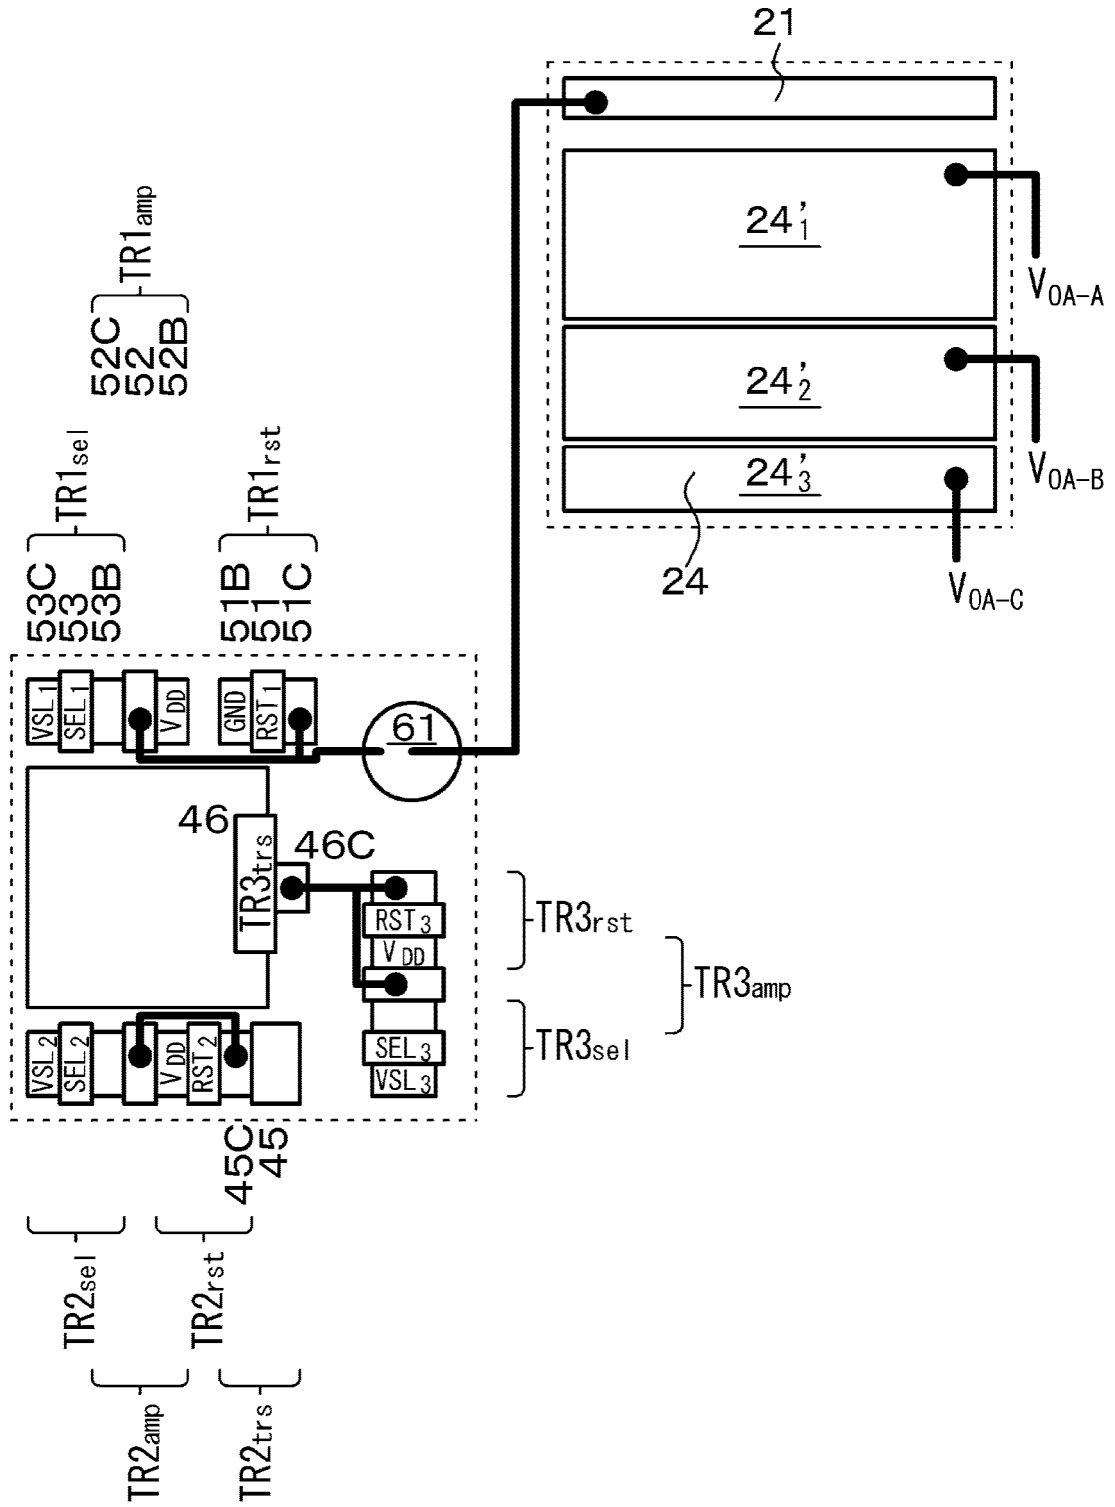 21
24'1
VOA-A
24'2
VOA-B
24'3
24
VOA-C
TR1amp
52C
52
52B
TR1sel
TR1rst
53C
53
53B
51B
51
51C
VSL1
SEL1
VDD
GND
RST1
61
46
TR3trs
46C
RST3
VDD
SEL3
VSL3
TR3rst
TR3amp
TR3sel
VSL2
SEL2
VDD
RST2
45C
45
TR2sel
TR2rst
TR2amp
TR2trs